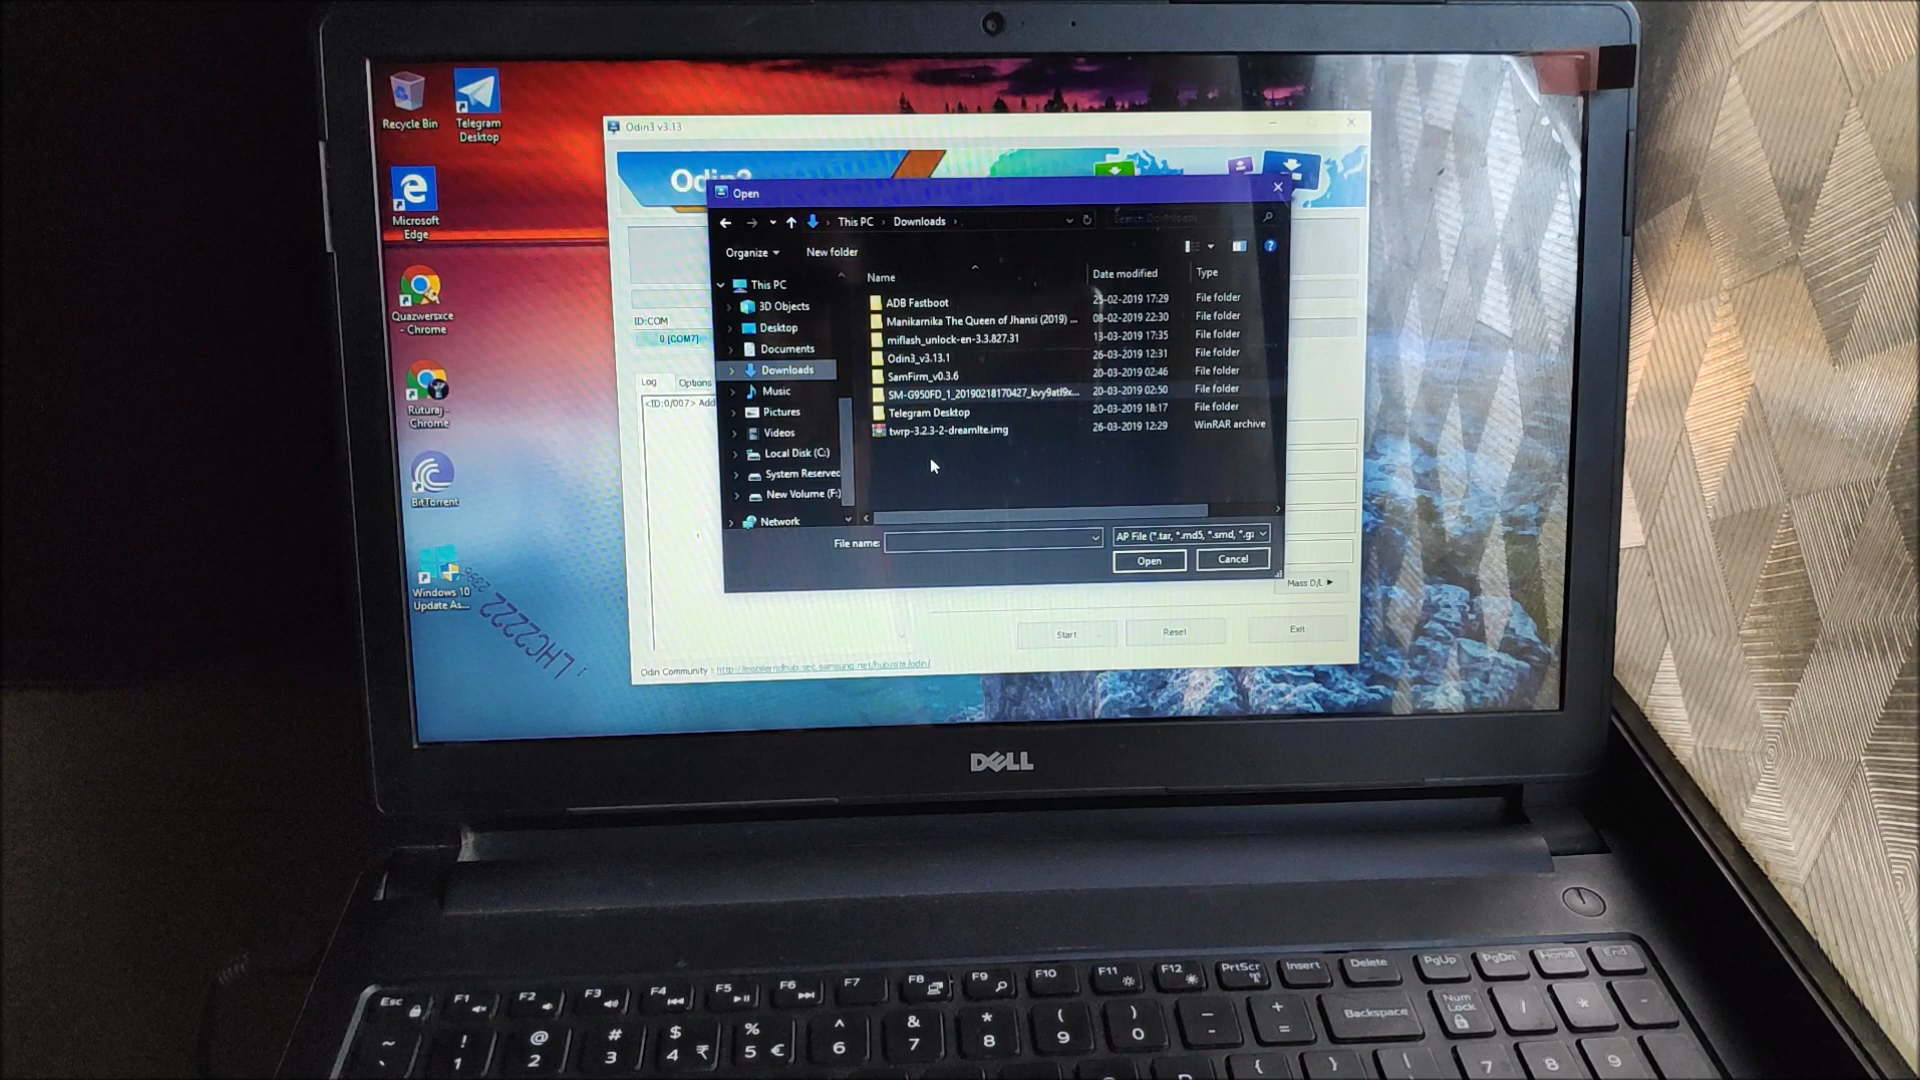 Recycle Bin
Telegram
Desktop
Microsoft
Edge
Quazwersxce
- Chrome
Ruturaj -
Chrome
BitTorrent
Windows 10
Update As...
LHC2222
Odin3 v3.13
Open
This PC
Downloads
Search Downloads
Organize
New folder
Name
Date modified
Type
This PC
3D Objects
Desktop
Documents
Downloads
Music
Pictures
Videos
Local Disk (C:)
System Reserved
New Volume (F:)
Network
ADB Fastboot 25-02-2019 17:29 File folder
Manikarnika The Queen of Jhansi (2019) ... 08-02-2019 22:30 File folder
miflash_unlock-en-3.3.827.31 13-03-2019 17:35 File folder
Odin3_v3.13.1 26-03-2019 12:31 File folder
SamFirm_v0.3.6 20-03-2019 02:46 File folder
SM-G950FD_1_20190218170427_kvy9atl9x... 20-03-2019 02:50 File folder
Telegram Desktop 20-03-2019 18:17 File folder
twrp-3.2.3-2-dreamlte.img 26-03-2019 12:29 WinRAR archive
File name:
AP File (*.tar, *.md5, *.smd, *.gz
Open
Cancel
ID:COM
0 [COM7]
Log
Options
<ID:0/007> Add
Mass D/L
Start
Reset
Exit
Odin Community : http://mobilerndhub.sec.samsung.net/hub/site/odin/
DELL
Esc F1 F2 F3 F4 F5 F6 F7 F8 F9 F10 F11 F12 PrtScr Insert Delete PgUp PgDn Home End
~ ` ! 1 @ 2 # 3 $ 4 ₹ % 5 € ^ 6 & 7 * 8 ( 9 ) 0 _ - + = Backspace Num Lock / * -
{ } | 7 8 9